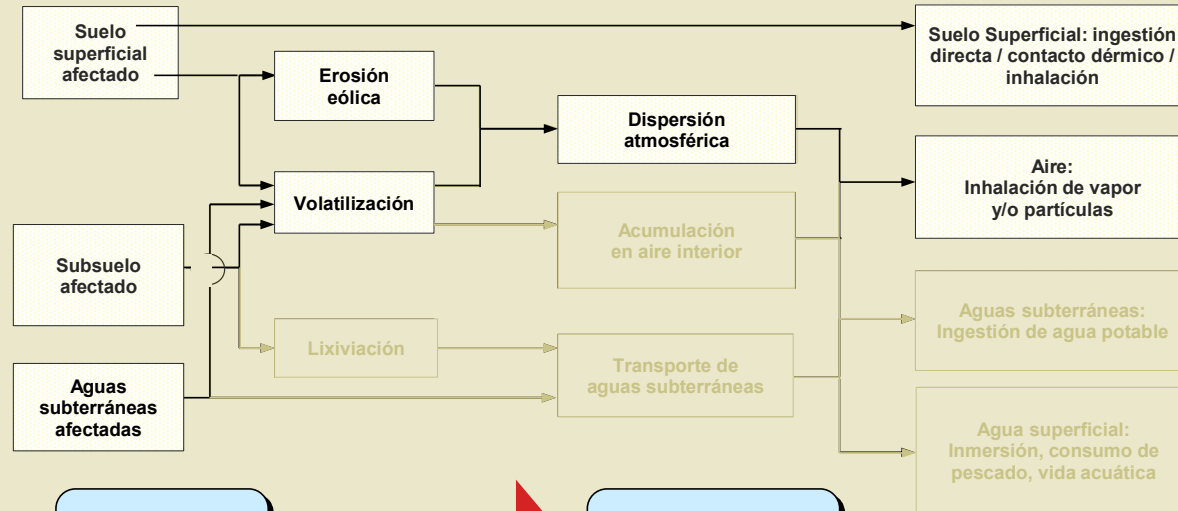 Suelo
superficial
afectado
Erosión
eólica
Volatilización
Subsuelo
afectado
Lixiviación
Aguas
subterráneas
afectadas
Dispersión
atmosférica
Acumulación
en aire interior
Transporte de
aguas subterráneas
Suelo Superficial: ingestión
directa / contacto dérmico /
inhalación
Aire:
Inhalación de vapor
y/o partículas
Aguas subterráneas:
Ingestión de agua potable
Agua superficial:
Inmersión, consumo de
pescado, vida acuática